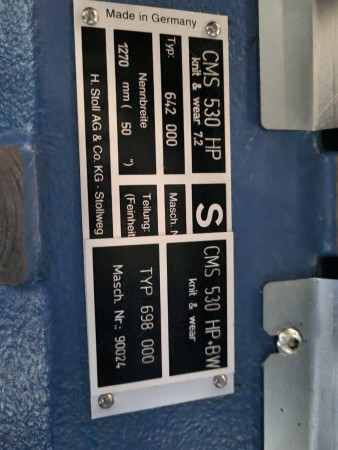 Made in Germany
CMS 530 HP
knit & wear 7.2
Typ: 642 000
Nennbreite
1270 mm ( 50 ")
H. Stoll AG & Co. KG · Stollweg
S
Masch. N
Teilung:
(Feinheit
CMS 530 HP+BW
knit & wear
TYP 698 000
Masch. Nr.: 90024